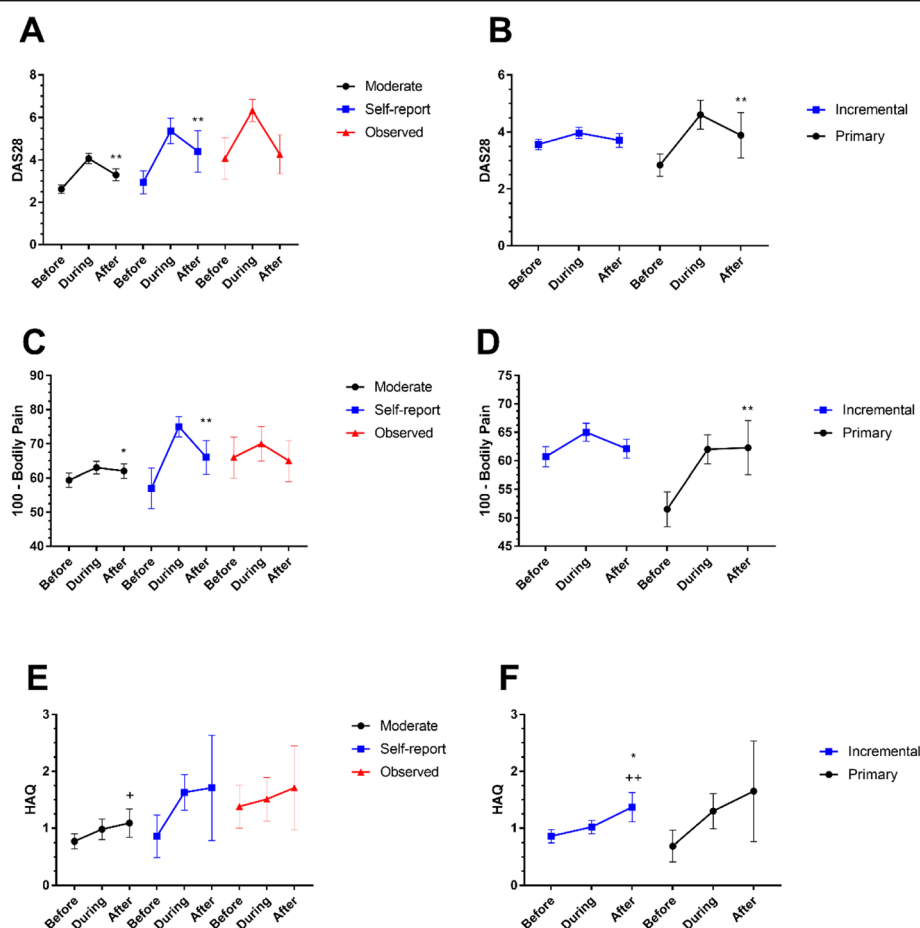 A
DAS28
8
6
4
2
0
**
**
Before
During
After
Before
During
After
Before
During
After
Moderate
Self-report
Observed
B
DAS28
6
4
2
0
**
Before
During
After
Before
During
After
Incremental
Primary
C
100 - Bodily Pain
90
80
70
60
50
40
*
**
Before
During
After
Before
During
After
Before
During
After
Moderate
Self-report
Observed
D
100 - Bodily Pain
75
70
65
60
55
50
45
**
Before
During
After
Before
During
After
Incremental
Primary
E
HAQ
3
2
1
0
+
Before
During
After
Before
During
After
Before
During
After
Moderate
Self-report
Observed
F
HAQ
3
2
1
0
*
++
Before
During
After
Before
During
After
Incremental
Primary